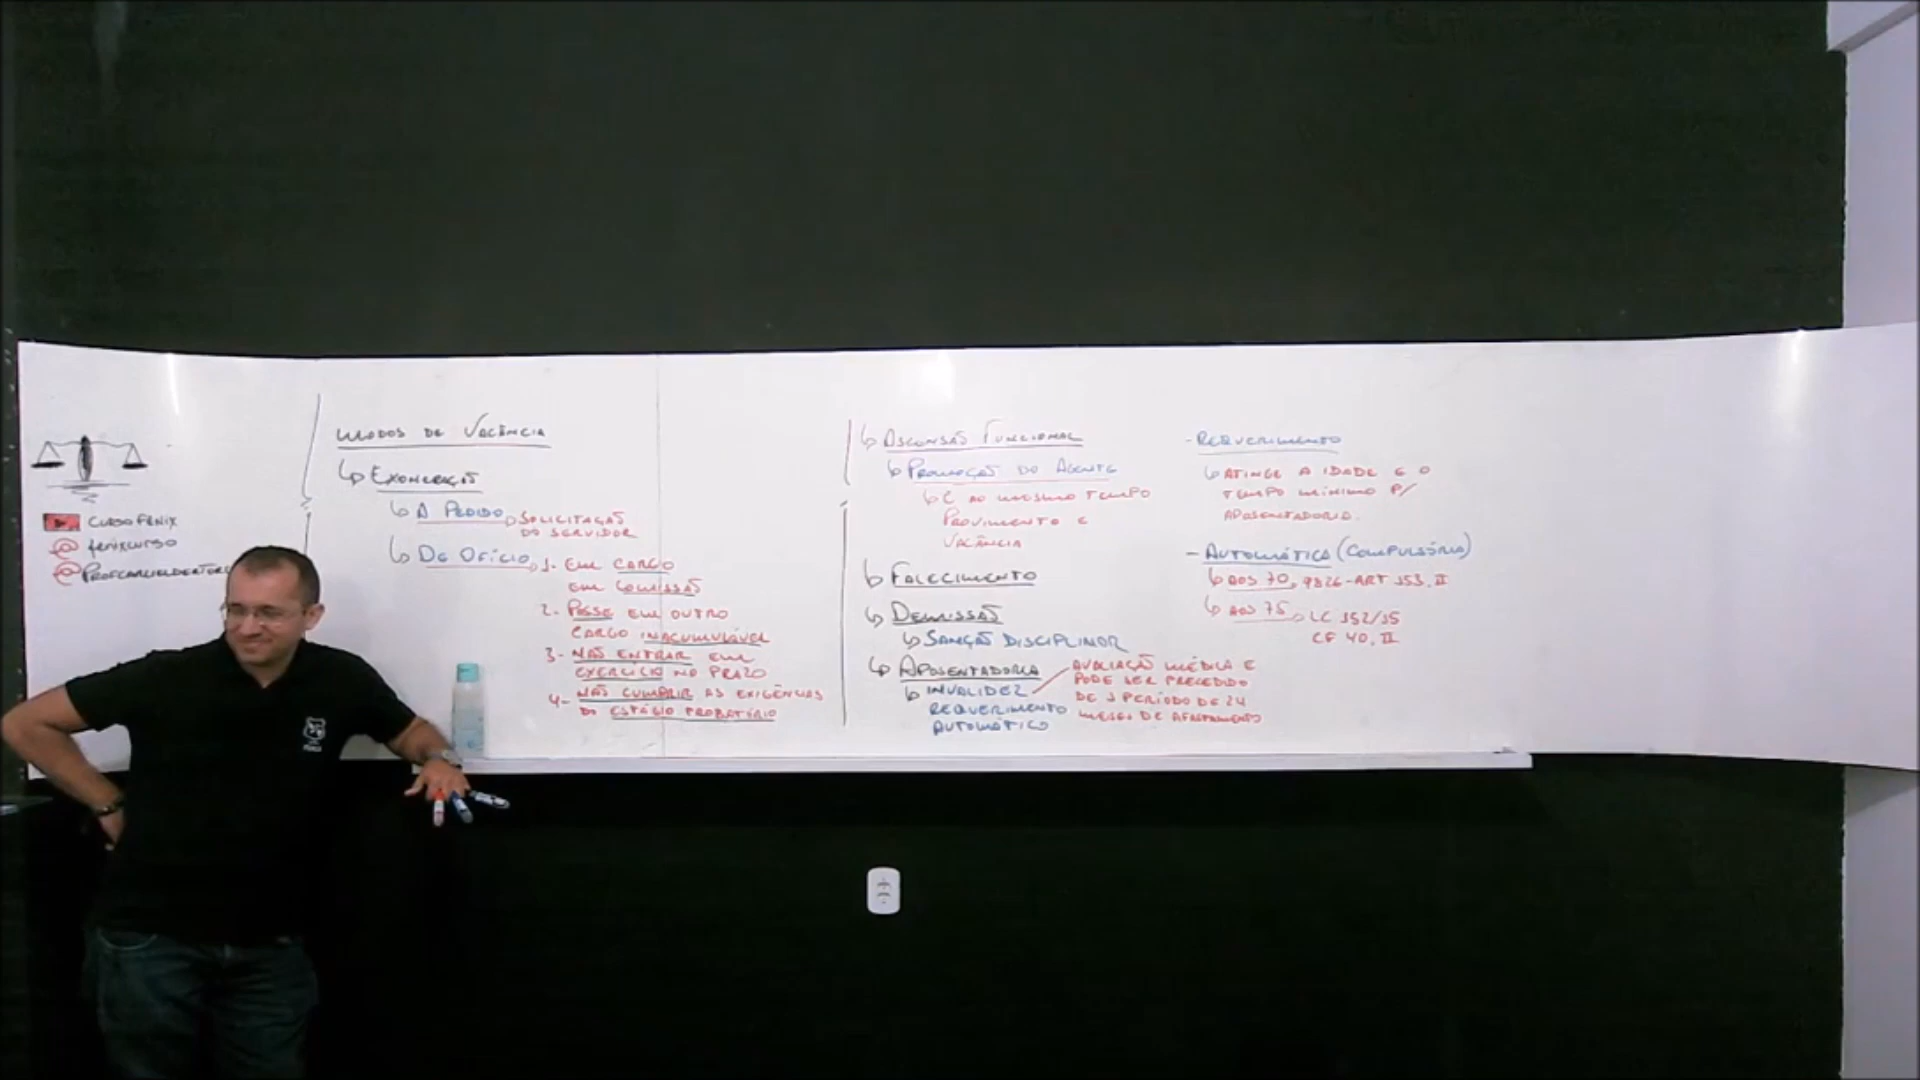 CURSO FÊNIX
@ fenixcurso
MODOS DE VACÂNCIA
↳ EXONERAÇÃO
↳ A PEDIDO → SOLICITAÇÃO
DO SERVIDOR
↳ DE OFÍCIO → 1- EM CARGO
EM COMISSÃO
2- POSSE EM OUTRO
CARGO INACUMULÁVEL
3- NÃO ENTRAR EM
EXERCÍCIO NO PRAZO
4- NÃO CUMPRIR AS EXIGÊNCIAS
DO ESTÁGIO PROBATÓRIO
↳ ASCENSÃO FUNCIONAL
↳ PROMOÇÃO DO AGENTE
↳ É AO MESMO TEMPO
PROVIMENTO E
VACÂNCIA
↳ FALECIMENTO
↳ DEMISSÃO
↳ SANÇÃO DISCIPLINAR
↳ APOSENTADORIA
↳ INVALIDEZ
REQUERIMENTO
AUTOMÁTICO
AVALIAÇÃO MÉDICA E
PODE SER PRECEDIDO
DE 1 PERÍODO DE 24
MESES DE AFASTAMENTO
- REQUERIMENTO
↳ ATINGE A IDADE E O
TEMPO MÍNIMO P/
APOSENTADORIA.
- AUTOMÁTICA (COMPULSÓRIA)
↳ AOS 70, 9826 - ART 153, II
↳ AOS 75, LC 152/15
CF 40, II